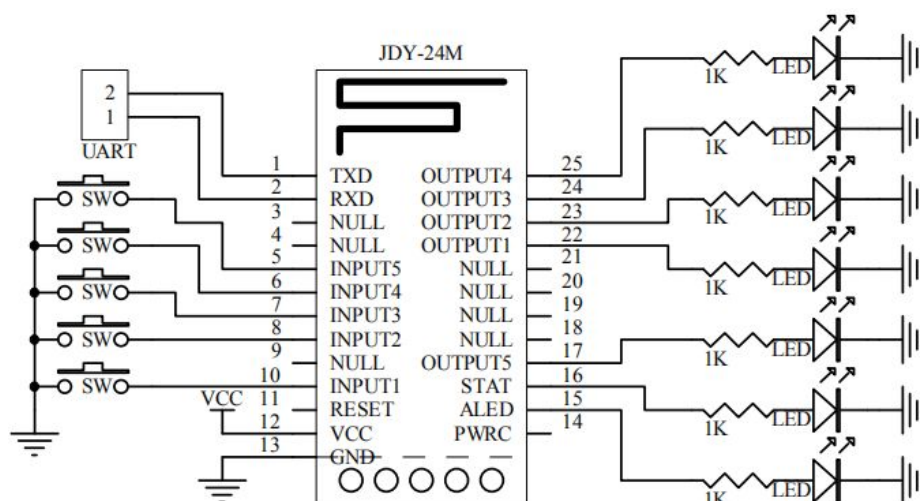 JDY-24M
2
1
UART
1 TXD OUTPUT4 25
2 RXD OUTPUT3 24
3 NULL OUTPUT2 23
4 NULL OUTPUT1 22
5 INPUT5 NULL 21
6 INPUT4 NULL 20
7 INPUT3 NULL 19
8 INPUT2 NULL 18
9 NULL OUTPUT5 17
10 INPUT1 STAT 16
11 RESET ALED 15
12 VCC PWRC 14
13 GND
VCC
SW
SW
SW
SW
SW
1K LED
1K LED
1K LED
1K LED
1K LED
1K LED
1K LED